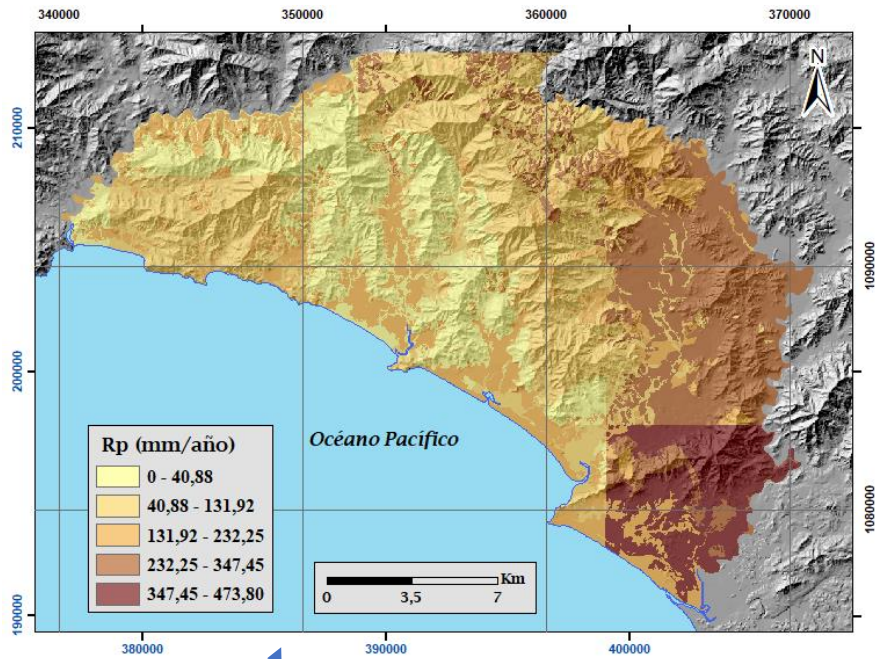 340000 350000 360000 370000
N
210000
1090000
200000
Océano Pacífico
Rp (mm/año)
0 - 40,88
40,88 - 131,92
131,92 - 232,25
232,25 - 347,45
347,45 - 473,80
1080000
Km
0 3,5 7
190000
380000 390000 400000